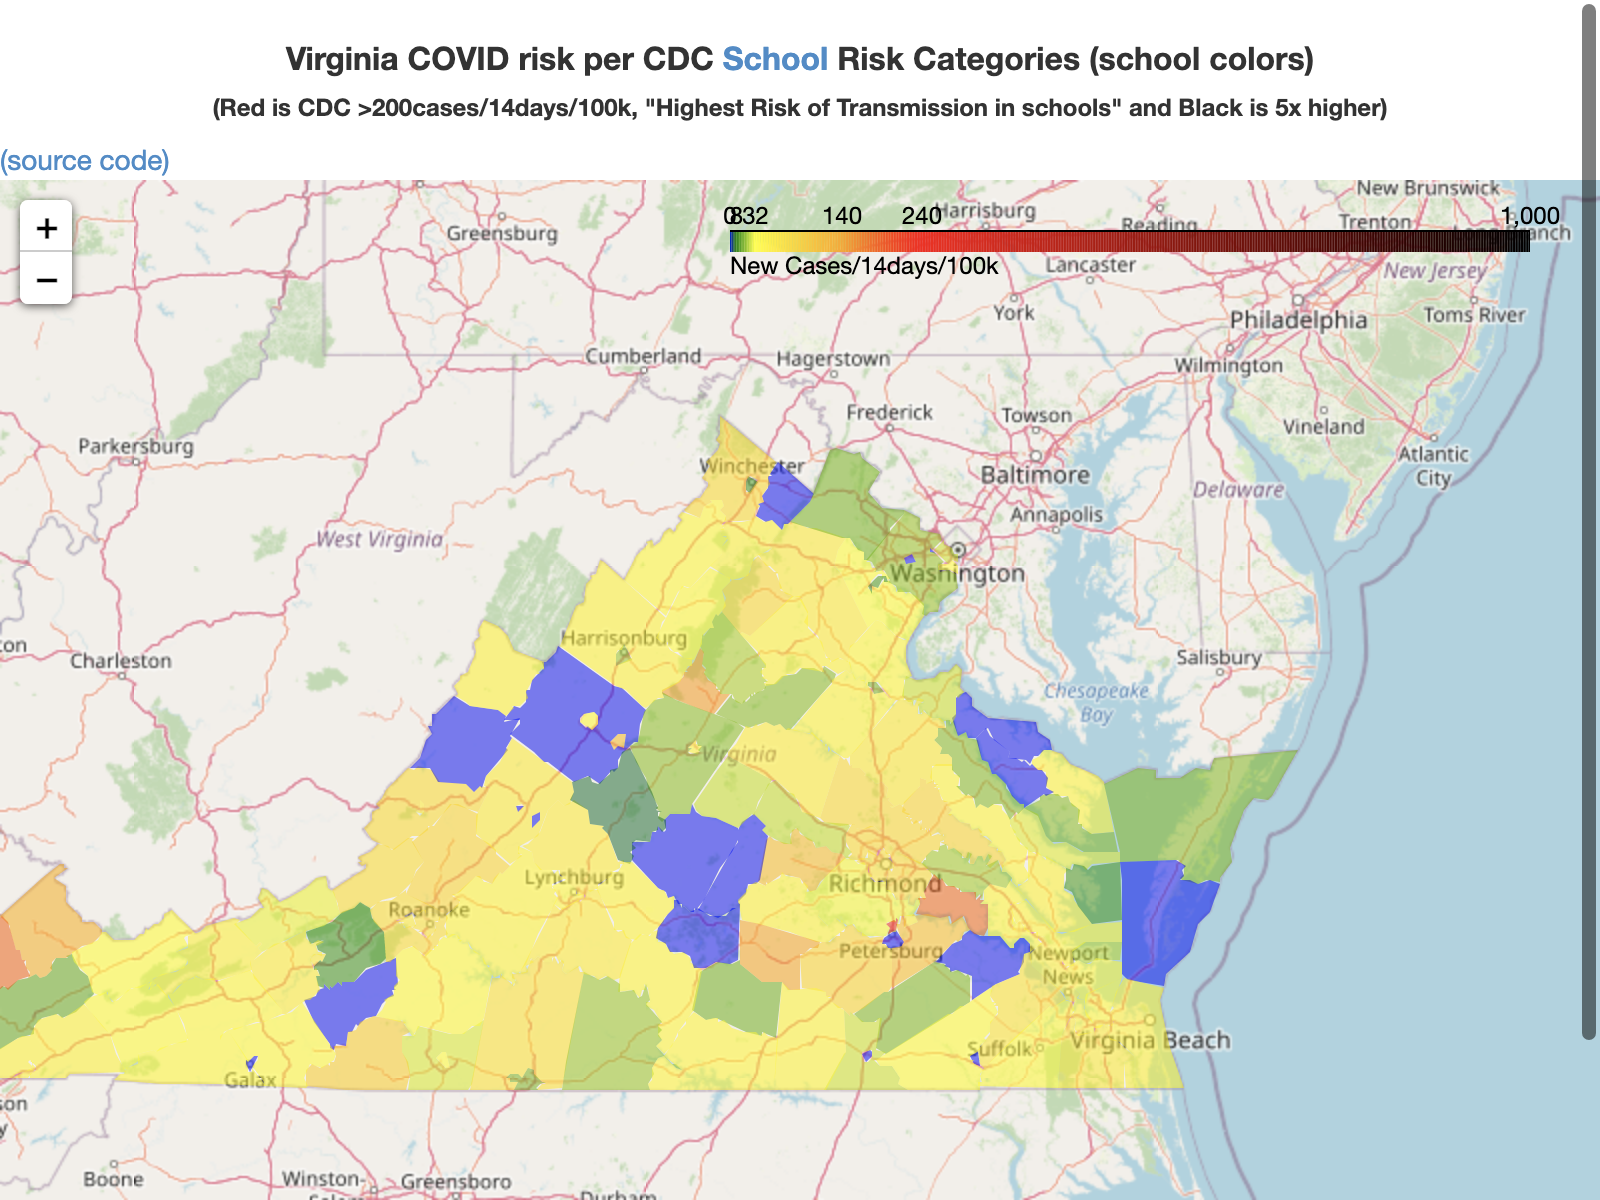 Virginia COVID risk per CDC School Risk Categories (school colors)
(Red is CDC >200cases/14days/100k, "Highest Risk of Transmission in schools" and Black is 5x higher)
(source code)
+
−
0 8 32 140 240 1,000
New Cases/14days/100k
New Brunswick
Harrisburg
Reading
Trenton
Greensburg
Lancaster
New Jersey
York
Philadelphia
Toms River
Cumberland
Hagerstown
Wilmington
Frederick
Towson
Vineland
Parkersburg
Atlantic
City
Winchester
Baltimore
Delaware
Annapolis
West Virginia
Washington
Harrisonburg
Charleston
Salisbury
Chesapeake
Bay
Virginia
Lynchburg
Richmond
Roanoke
Petersburg
Newport
News
Virginia Beach
Suffolk
Galax
Boone
Winston-
Greensboro
Durham